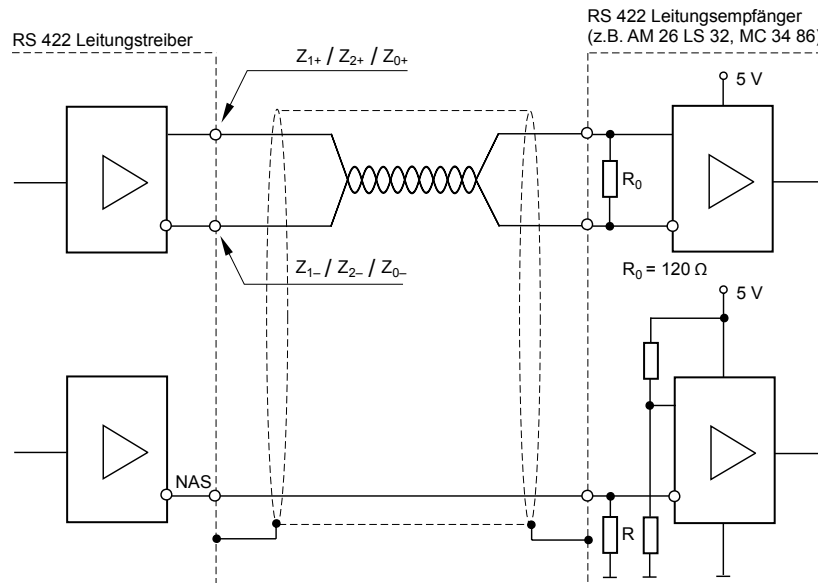 RS 422 Leitungstreiber
RS 422 Leitungsempfänger
(z.B. AM 26 LS 32, MC 34 86)
Z1+ / Z2+ / Z0+
5 V
R0
Z1– / Z2– / Z0–
R0 = 120 Ω
5 V
NAS
R